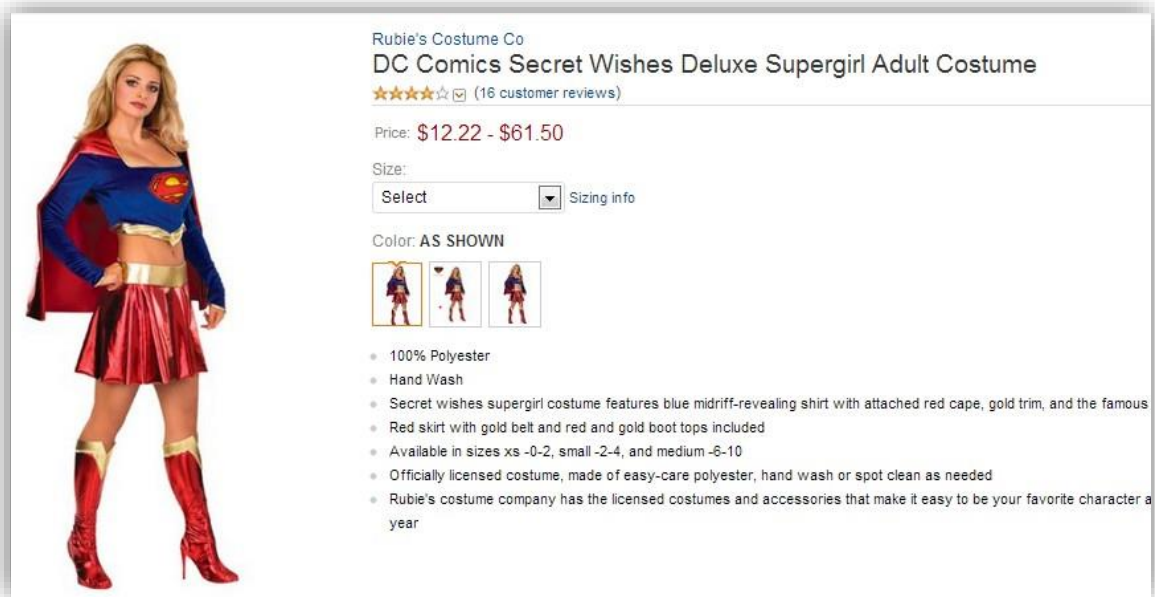 Rubie's Costume Co
DC Comics Secret Wishes Deluxe Supergirl Adult Costume
(16 customer reviews)
Price: $12.22 - $61.50
Size:
Select Sizing info
Color: AS SHOWN
100% Polyester
Hand Wash
Secret wishes supergirl costume features blue midriff-revealing shirt with attached red cape, gold trim, and the famous
Red skirt with gold belt and red and gold boot tops included
Available in sizes xs -0-2, small -2-4, and medium -6-10
Officially licensed costume, made of easy-care polyester, hand wash or spot clean as needed
Rubie's costume company has the licensed costumes and accessories that make it easy to be your favorite character a
year